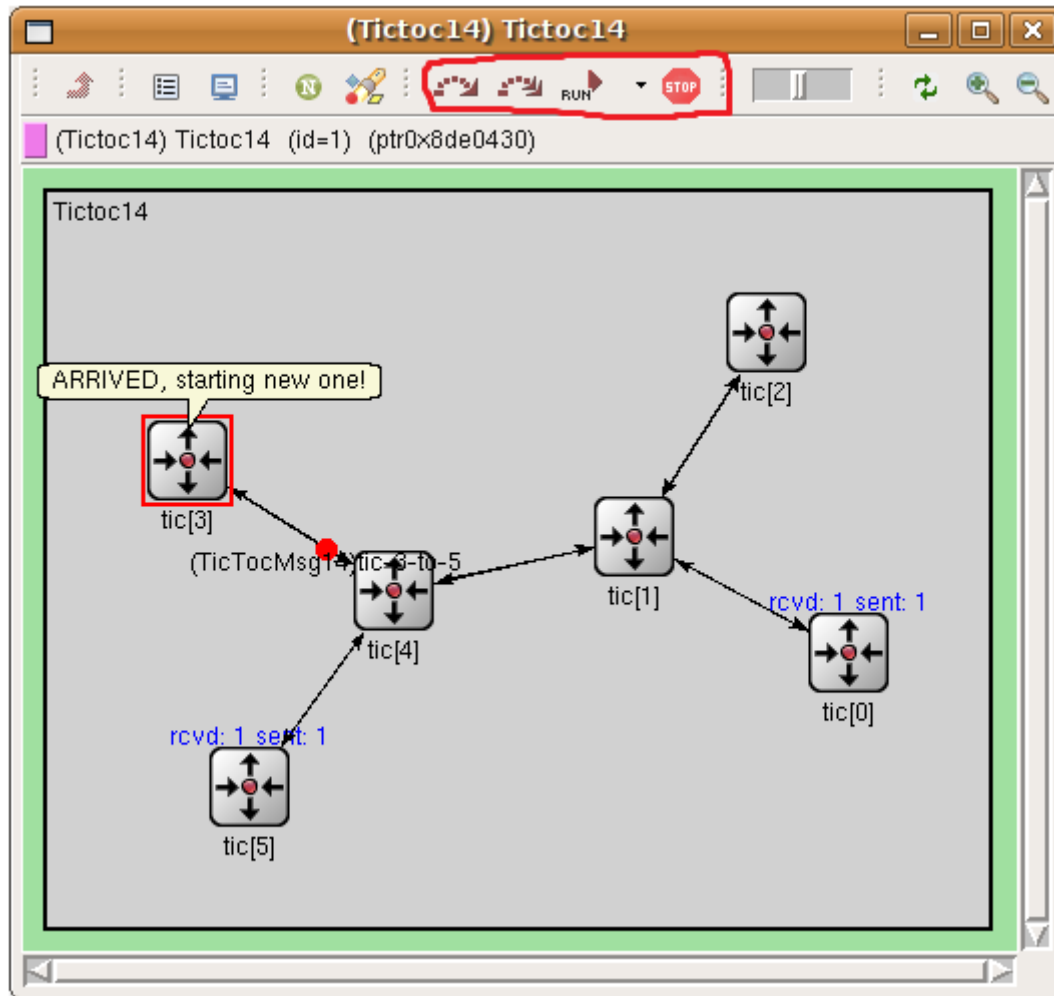 (Tictoc14) Tictoc14
N
RUN
STOP
(Tictoc14) Tictoc14 (id=1) (ptr0x8de0430)
Tictoc14
tic[2]
ARRIVED, starting new one!
tic[3]
(TicTocMsg14)tic-3-to-5
tic[1]
rcvd: 1 sent: 1
tic[4]
tic[0]
rcvd: 1 sent: 1
tic[5]